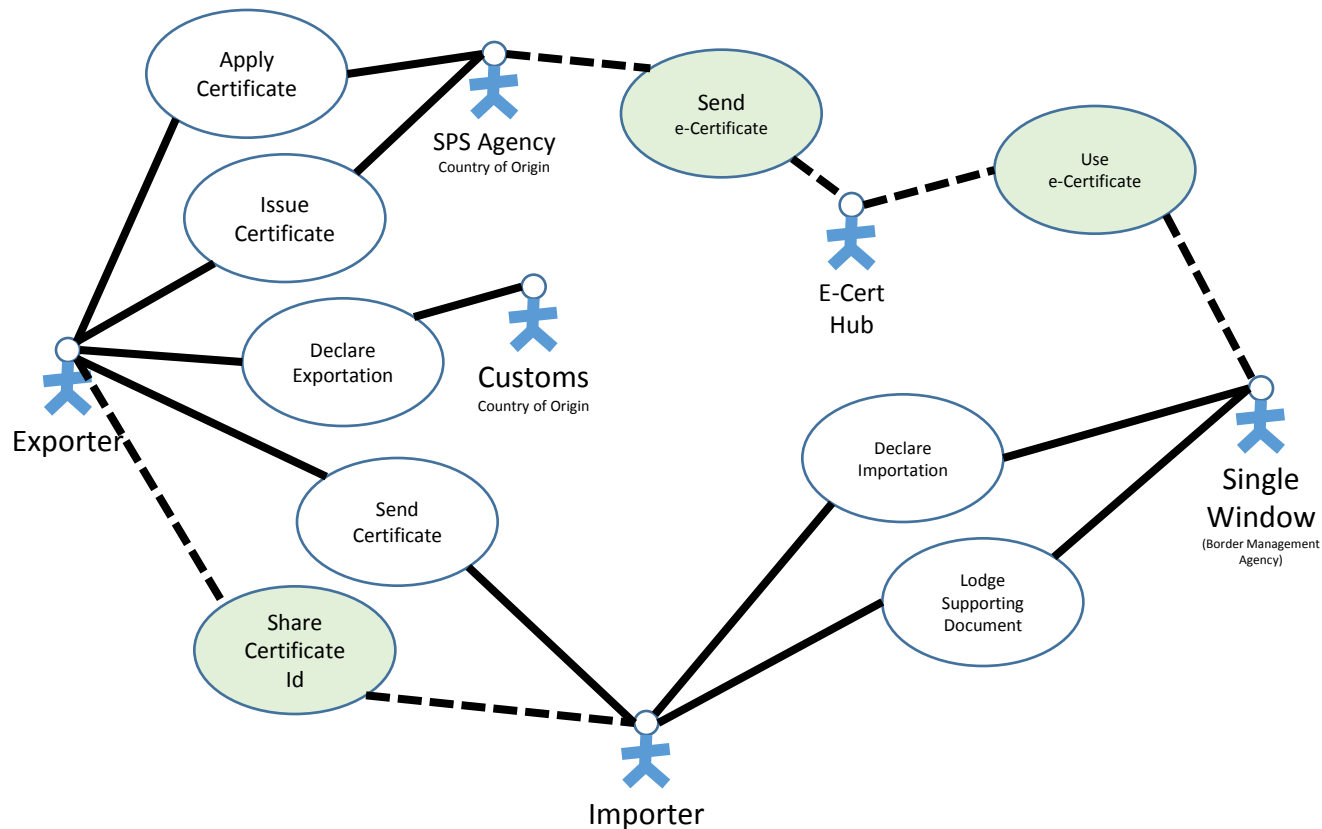 Apply
Certificate
SPS Agency
Country of Origin
Send
e-Certificate
Use
e-Certificate
Issue
Certificate
E-Cert
Hub
Declare
Exportation
Customs
Country of Origin
Exporter
Declare
Importation
Single
Window
(Border Management
Agency)
Send
Certificate
Lodge
Supporting
Document
Share
Certificate
Id
Importer